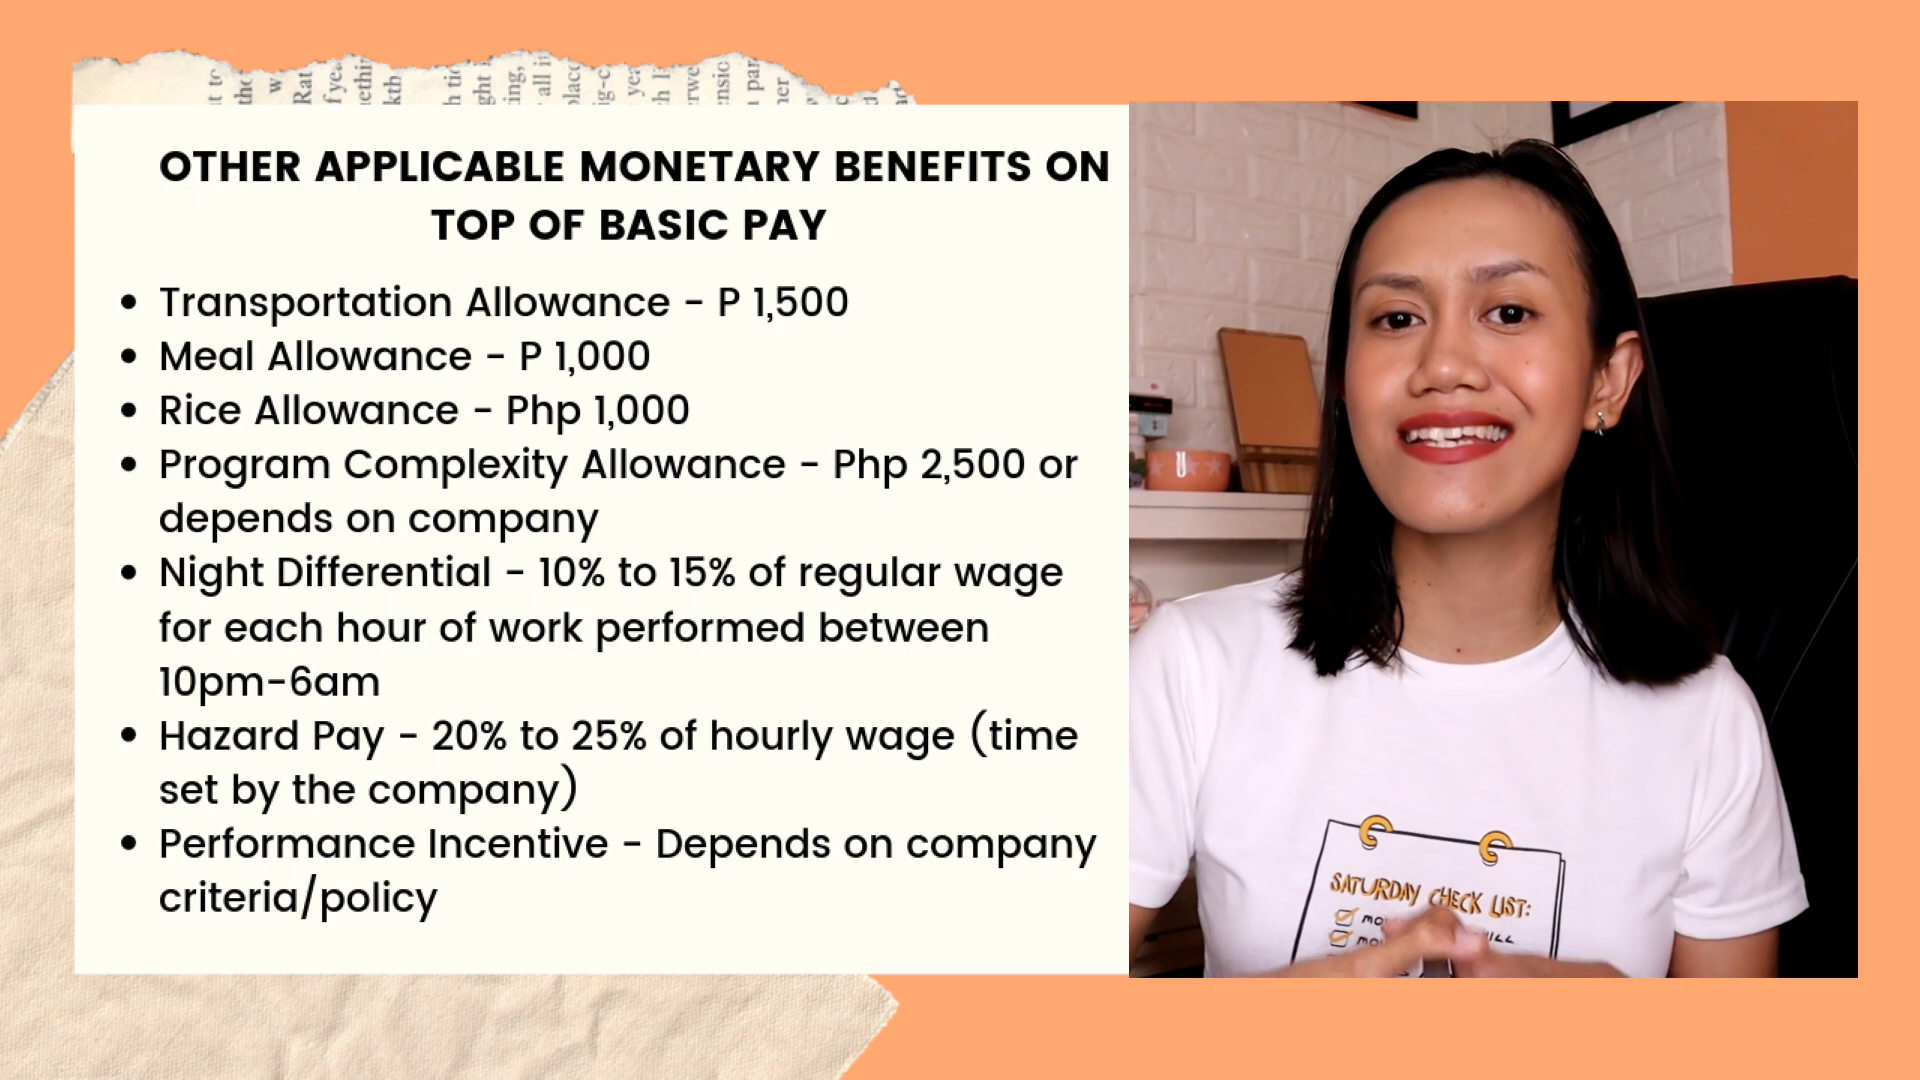 OTHER APPLICABLE MONETARY BENEFITS ON
TOP OF BASIC PAY
• Transportation Allowance - P 1,500
• Meal Allowance - P 1,000
• Rice Allowance - Php 1,000
• Program Complexity Allowance - Php 2,500 or
depends on company
• Night Differential - 10% to 15% of regular wage
for each hour of work performed between
10pm-6am
• Hazard Pay - 20% to 25% of hourly wage (time
set by the company)
• Performance Incentive - Depends on company
criteria/policy
SATURDAY CHECK LIST: